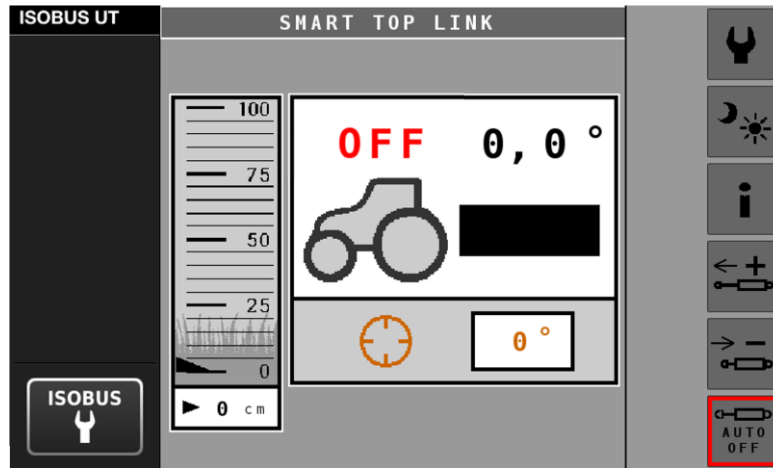 ISOBUS UT
SMART TOP LINK
100
75
50
25
0
0 cm
OFF 0,0 °
0 °
ISOBUS
AUTO
OFF